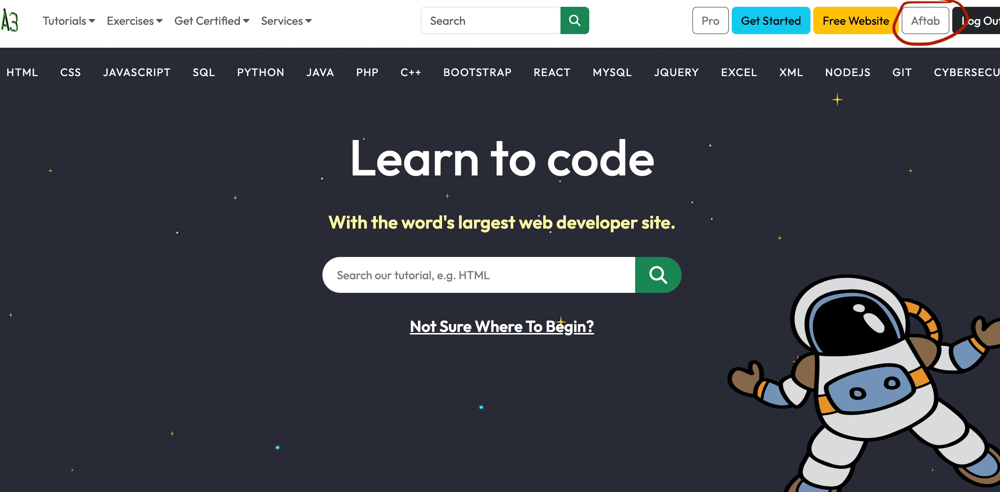 A3 Tutorials Exercises Get Certified Services Search Pro Get Started Free Website Aftab Log Out
HTML CSS JAVASCRIPT SQL PYTHON JAVA PHP C++ BOOTSTRAP REACT MYSQL JQUERY EXCEL XML NODEJS GIT CYBERSECU
Learn to code
With the word's largest web developer site.
Search our tutorial, e.g. HTML
Not Sure Where To Begin?